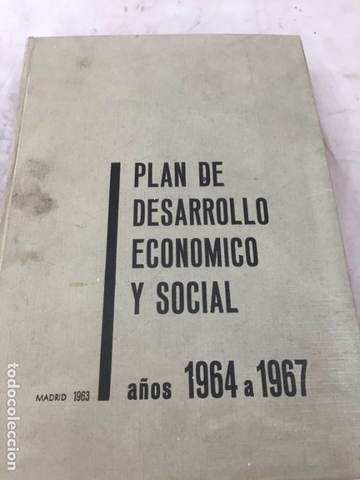 PLAN DE
DESARROLLO
ECONOMICO
Y SOCIAL
MADRID 1963
años 1964 a 1967
todocoleccion